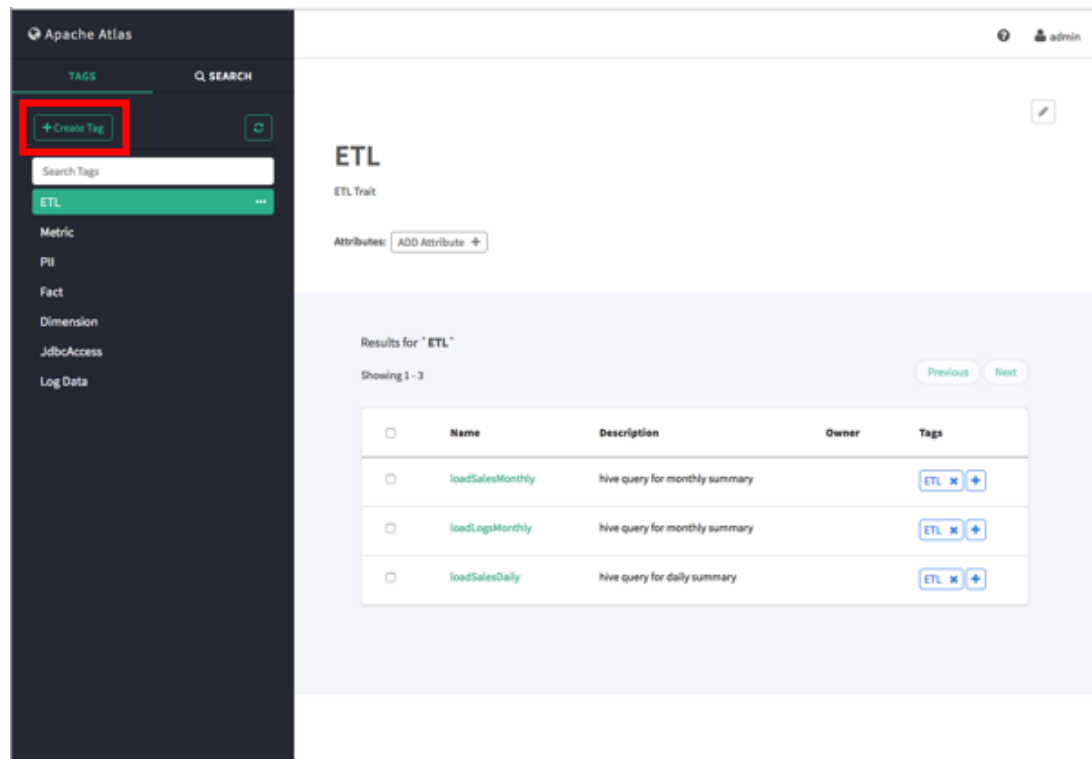 Apache Atlas
admin
TAGS
SEARCH
+ Create Tag
Search Tags
ETL
Metric
PII
Fact
Dimension
JdbcAccess
Log Data
ETL
ETL Trait
Attributes: ADD Attribute +
Results for `ETL`
Showing 1 - 3
Previous Next
Name Description Owner Tags
loadSalesMonthly hive query for monthly summary ETL
loadLogsMonthly hive query for monthly summary ETL
loadSalesDaily hive query for daily summary ETL